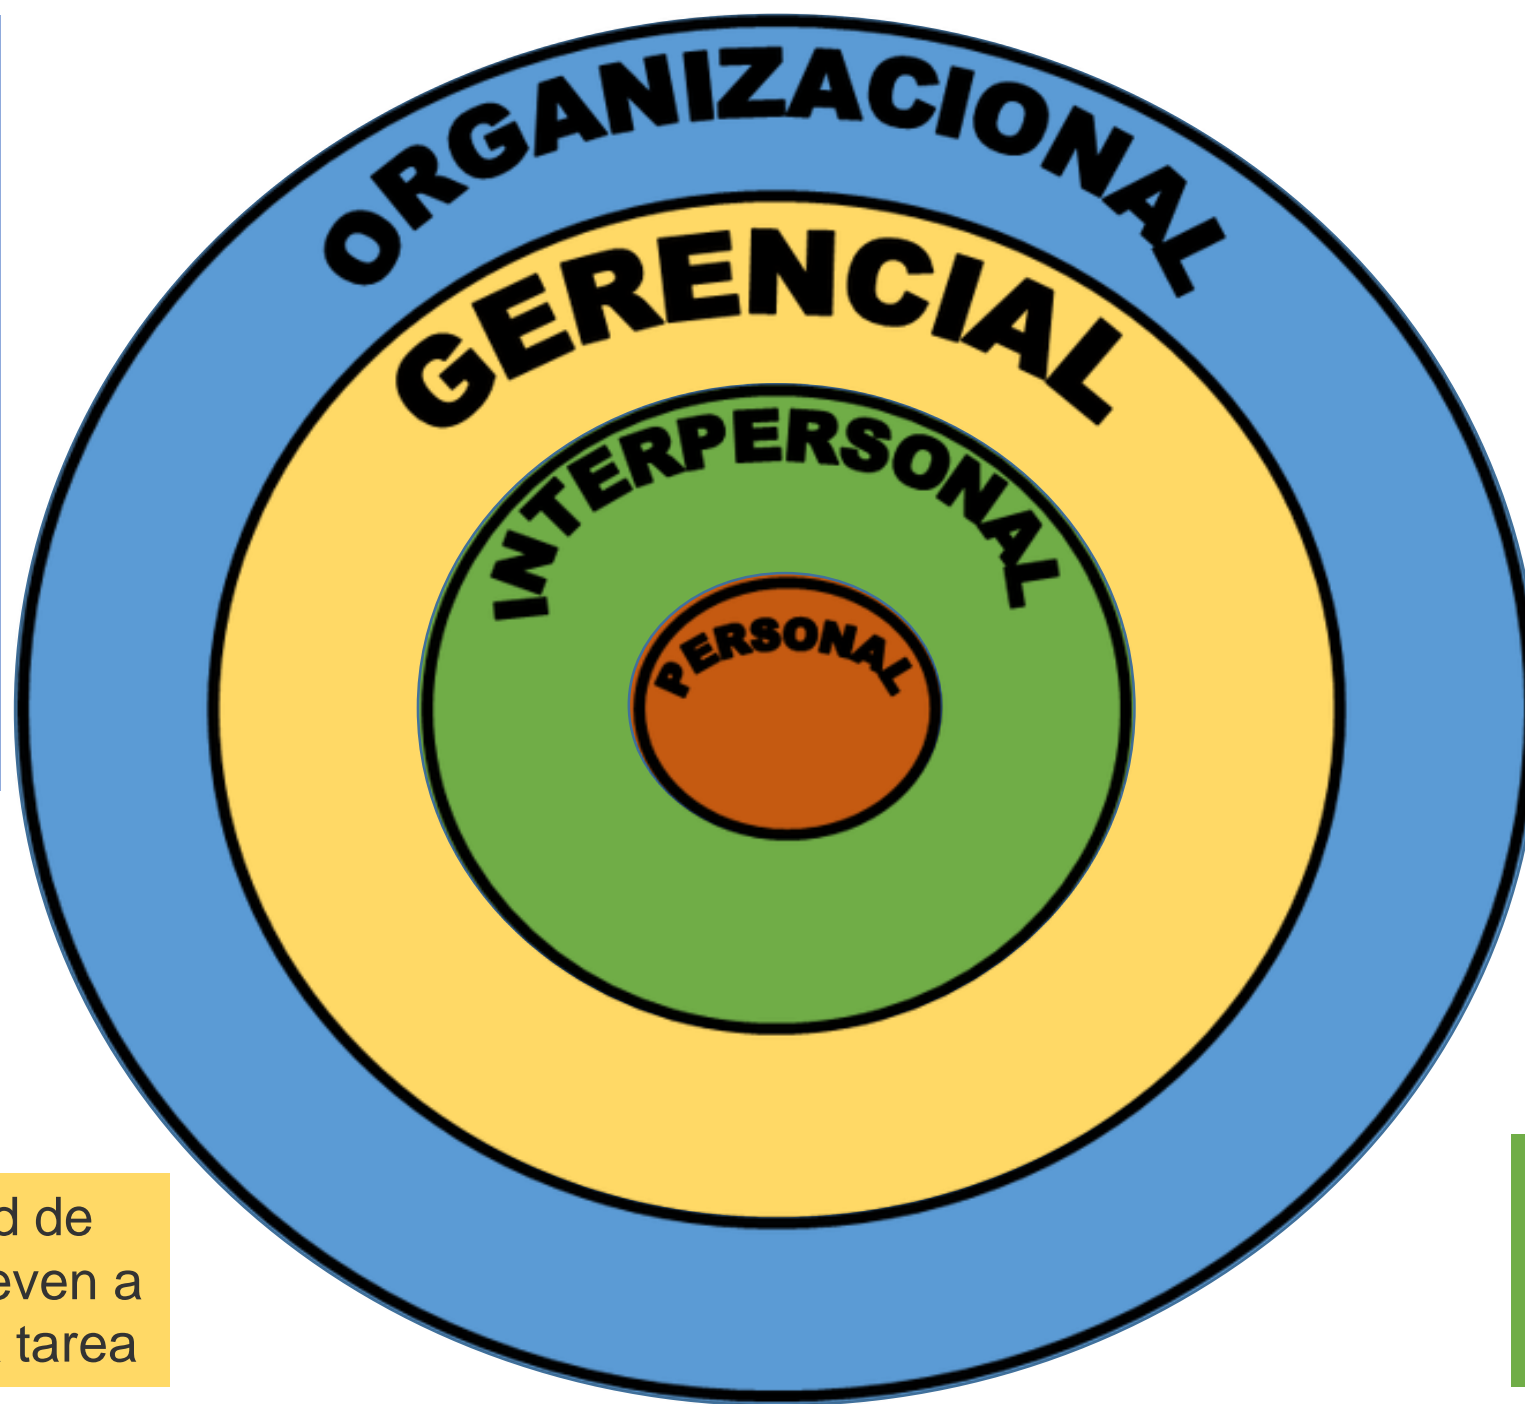 ORGANIZACIONAL
GERENCIAL
INTERPERSONAL
PERSONAL
d de
even a
tarea